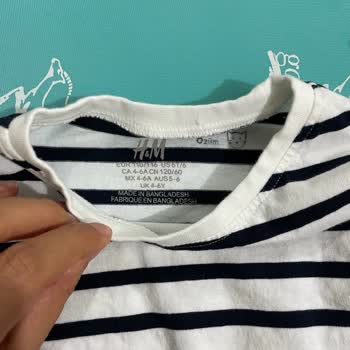 H&M
EUR 110/116 US 5T/6
CA 4-6A CN 120/60
MX 4-6A AUS 5-6
UK 4-6Y
MADE IN BANGLADESH
FABRIQUE EN BANGLADESH